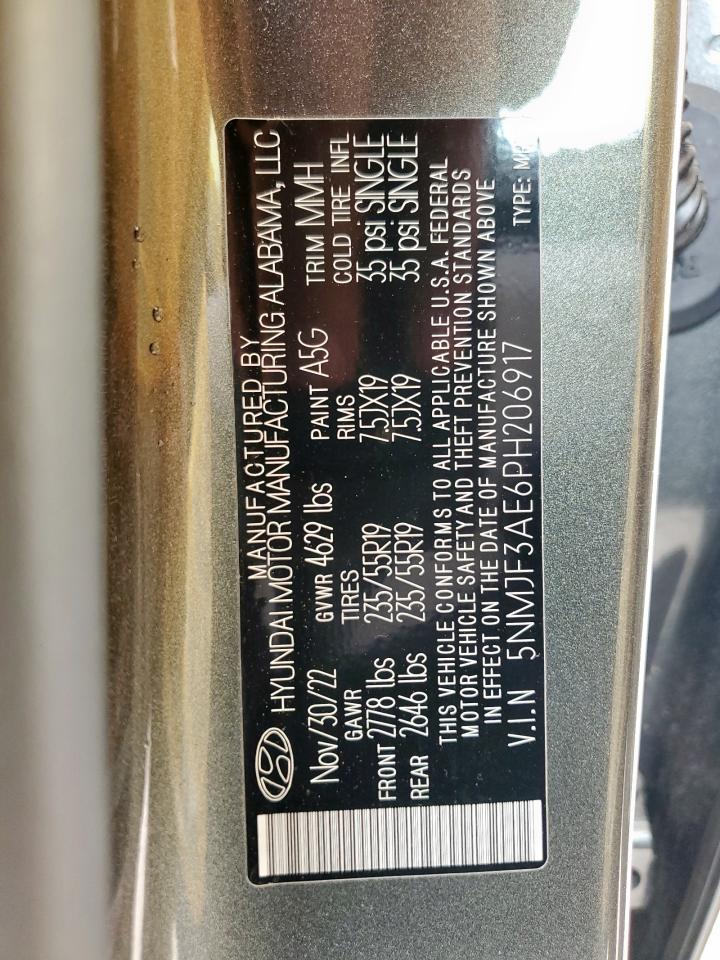 MANUFACTURED BY
HYUNDAI MOTOR MANUFACTURING ALABAMA, LLC
Nov/30/22 GVWR 4629 lbs PAINT A5G TRIM MMH
GAWR TIRES RIMS COLD TIRE INFL
FRONT 2778 lbs 235/55R19 7.5JX19 35 psi SINGLE
REAR 2646 lbs 235/55R19 7.5JX19 35 psi SINGLE
THIS VEHICLE CONFORMS TO ALL APPLICABLE U.S.A. FEDERAL
MOTOR VEHICLE SAFETY AND THEFT PREVENTION STANDARDS
IN EFFECT ON THE DATE OF MANUFACTURE SHOWN ABOVE
V.I.N 5NMJF3AE6PH206917 TYPE: